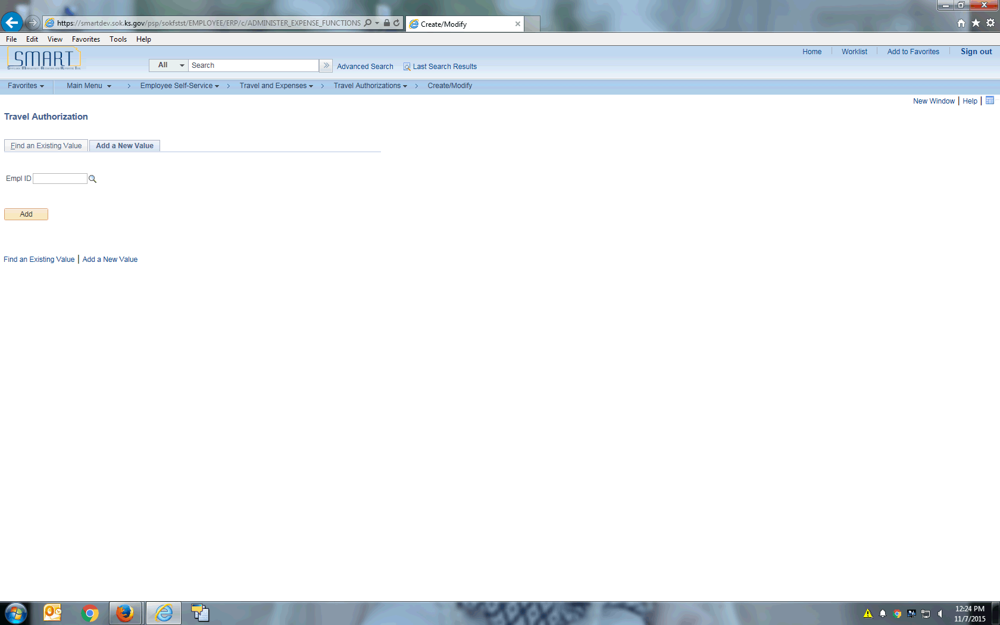 https://smartdev.sok.ks.gov/psp/sokfstst/EMPLOYEE/ERP/c/ADMINISTER_EXPENSE_FUNCTIONS
Create/Modify
File Edit View Favorites Tools Help
SMART
All Search Advanced Search Last Search Results
Home Worklist Add to Favorites Sign out
Favorites Main Menu > Employee Self-Service > Travel and Expenses > Travel Authorizations > Create/Modify
New Window | Help |
Travel Authorization
Find an Existing Value Add a New Value
Empl ID
Add
Find an Existing Value | Add a New Value
12:24 PM
11/7/2015